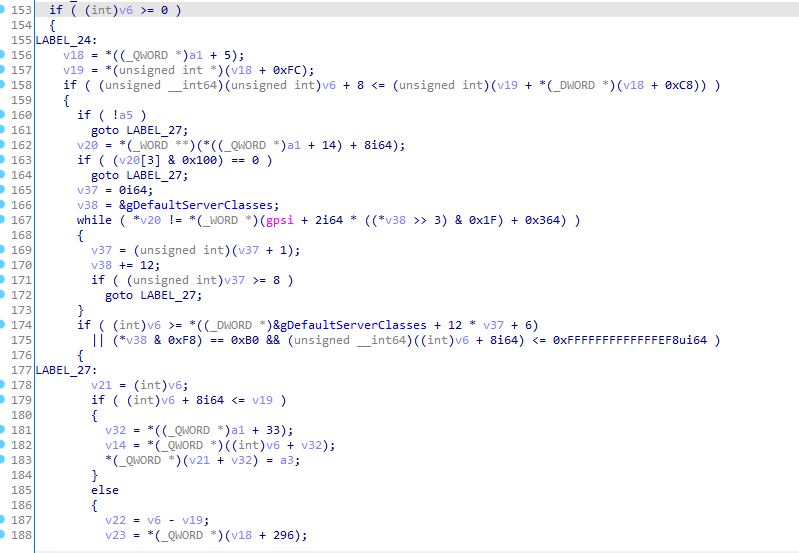 153 if ( (int)v6 >= 0 )
154 {
155 LABEL_24:
156 v18 = *((_QWORD *)a1 + 5);
157 v19 = *(unsigned int *)(v18 + 0xFC);
158 if ( (unsigned __int64)(unsigned int)v6 + 8 <= (unsigned int)(v19 + *(_DWORD *)(v18 + 0xC8)) )
159 {
160 if ( !a5 )
161 goto LABEL_27;
162 v20 = *(_WORD **)(*((_QWORD *)a1 + 14) + 8i64);
163 if ( (v20[3] & 0x100) == 0 )
164 goto LABEL_27;
165 v37 = 0i64;
166 v38 = &gDefaultServerClasses;
167 while ( *v20 != *(_WORD *)(gpsi + 2i64 * ((*v38 >> 3) & 0x1F) + 0x364) )
168 {
169 v37 = (unsigned int)(v37 + 1);
170 v38 += 12;
171 if ( (unsigned int)v37 >= 8 )
172 goto LABEL_27;
173 }
174 if ( (int)v6 >= *((_DWORD *)&gDefaultServerClasses + 12 * v37 + 6)
175 || (*v38 & 0xF8) == 0xB0 && (unsigned __int64)((int)v6 + 8i64) <= 0xFFFFFFFFFFFFFEF8ui64 )
176 {
177 LABEL_27:
178 v21 = (int)v6;
179 if ( (int)v6 + 8i64 <= v19 )
180 {
181 v32 = *((_QWORD *)a1 + 33);
182 v14 = *(_QWORD *)((int)v6 + v32);
183 *(_QWORD *)(v21 + v32) = a3;
184 }
185 else
186 {
187 v22 = v6 - v19;
188 v23 = *(_QWORD *)(v18 + 296);